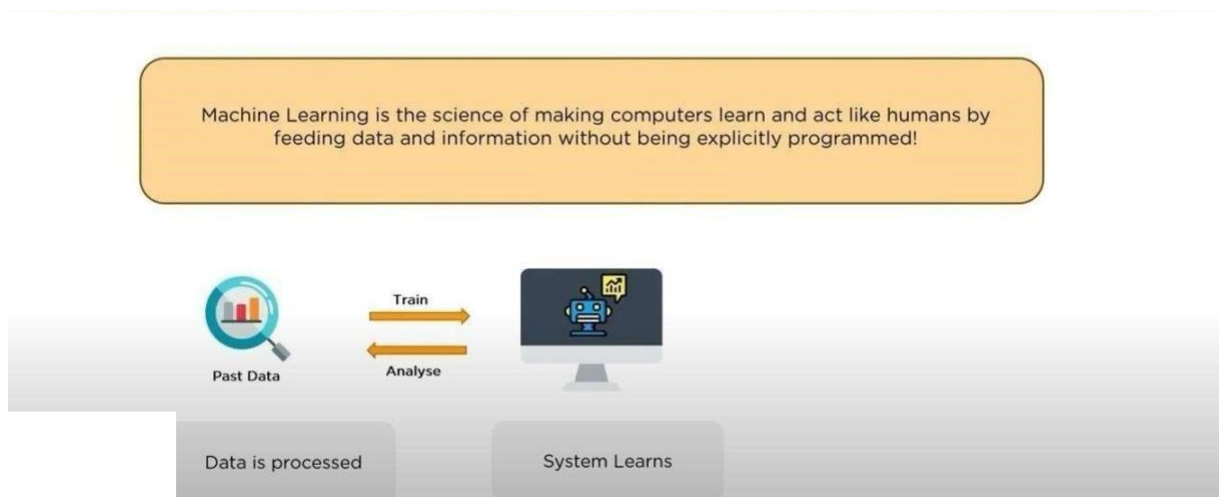 Machine Learning is the science of making computers learn and act like humans by
feeding data and information without being explicitly programmed!
Train
Past Data
Analyse
Data is processed
System Learns